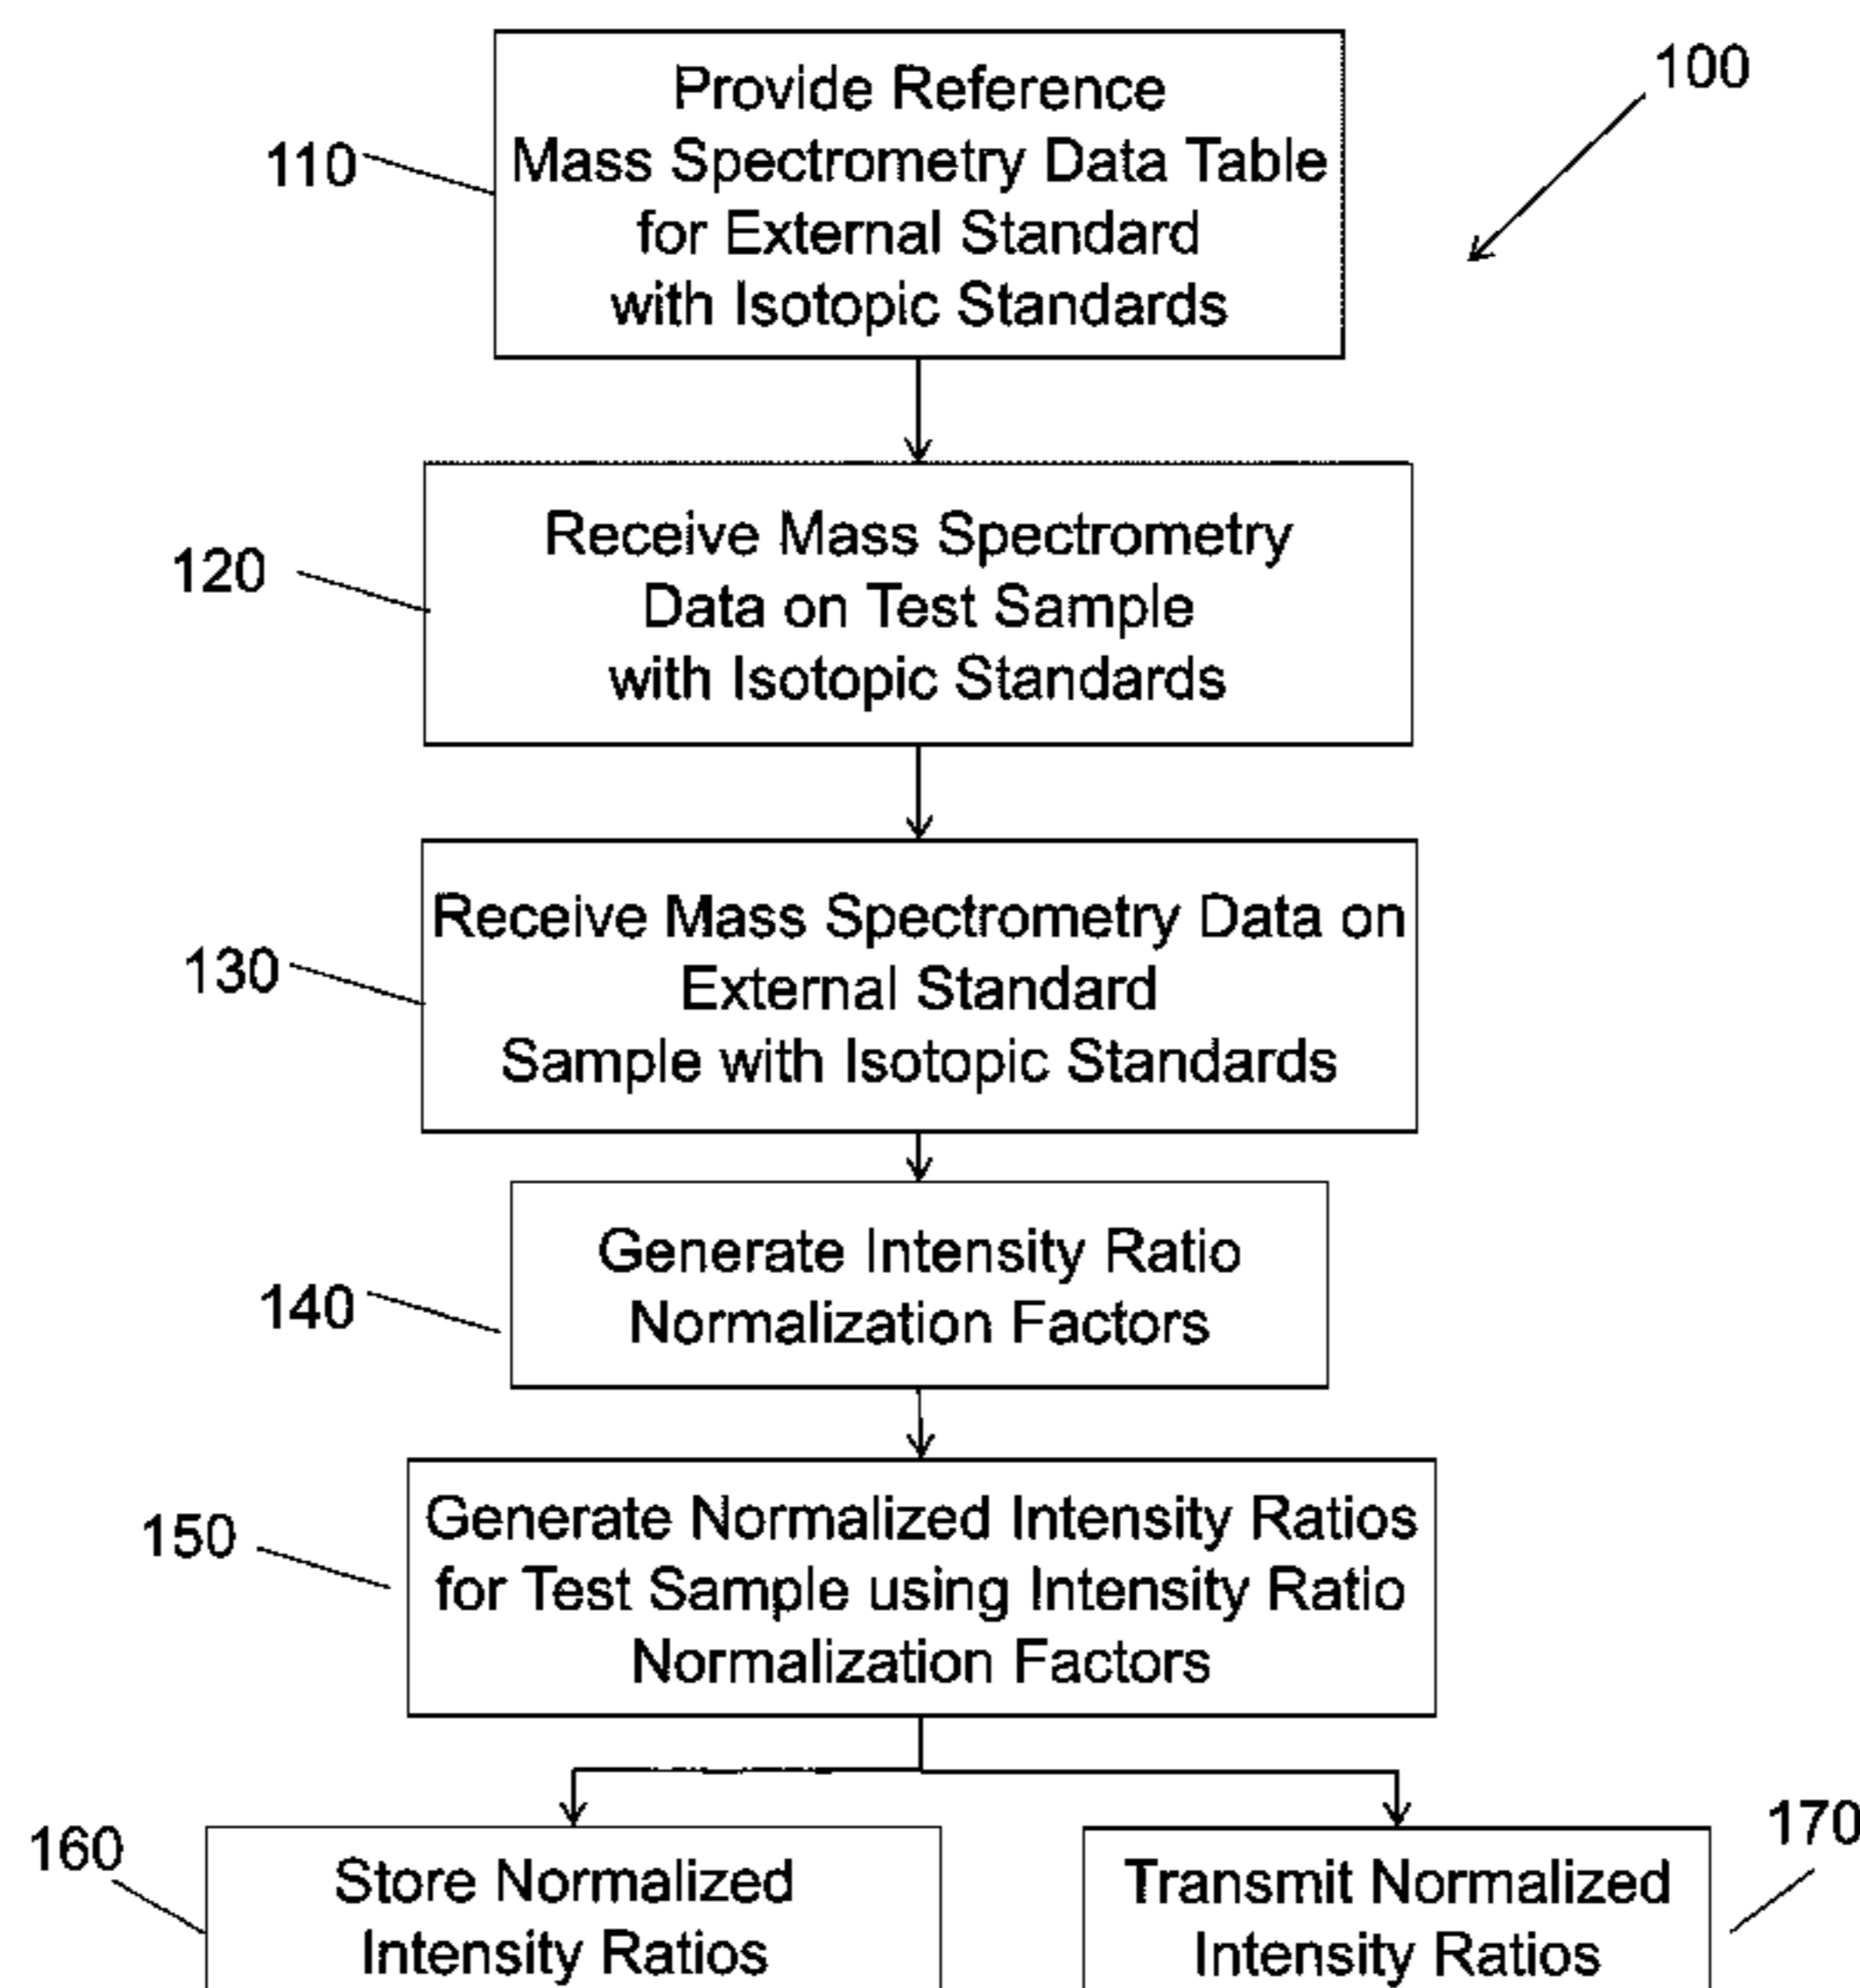 100
110
Provide Reference
Mass Spectrometry Data Table
for External Standard
with Isotopic Standards
120
Receive Mass Spectrometry
Data on Test Sample
with Isotopic Standards
130
Receive Mass Spectrometry Data on
External Standard
Sample with Isotopic Standards
140
Generate Intensity Ratio
Normalization Factors
150
Generate Normalized Intensity Ratios
for Test Sample using Intensity Ratio
Normalization Factors
160
Store Normalized
Intensity Ratios
170
Transmit Normalized
Intensity Ratios